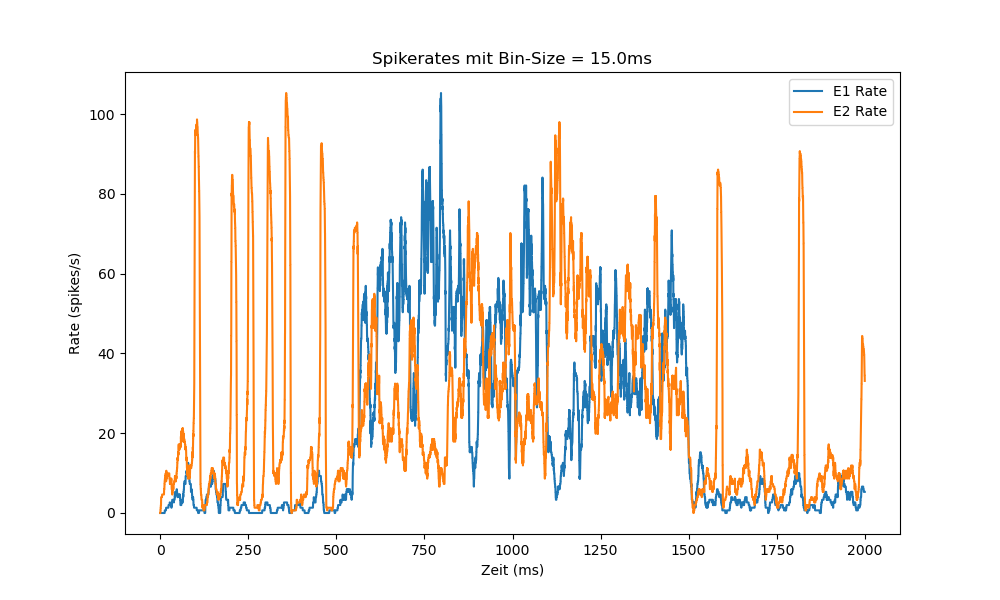 Spikerates mit Bin-Size = 15.0ms
E1 Rate
E2 Rate
Rate (spikes/s)
100
80
60
40
20
0
0 250 500 750 1000 1250 1500 1750 2000
Zeit (ms)